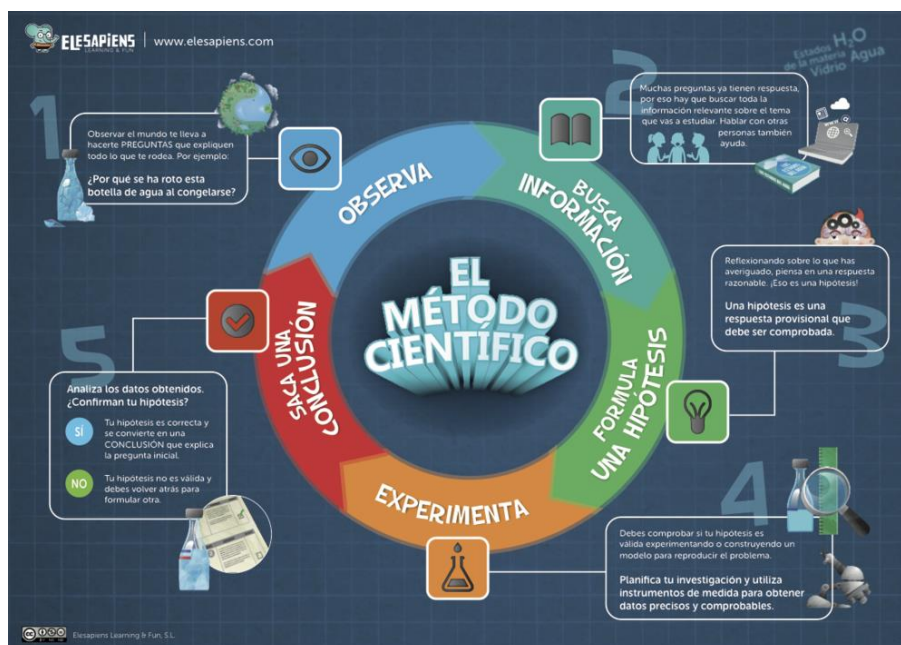 ELESAPIENS
LEARNING & FUN
www.elesapiens.com
1
Observar el mundo te lleva a
hacerte PREGUNTAS que expliquen
todo lo que te rodea. Por ejemplo:
¿Por qué se ha roto esta
botella de agua al congelarse?
OBSERVA
2
Muchas preguntas ya tienen respuesta,
por eso hay que buscar toda la
información relevante sobre el tema
que vas a estudiar. Hablar con otras
personas también
ayuda.
Estados H₂O
de la materia Agua
Vidrio
BUSCA
INFORMACIÓN
3
Reflexionando sobre lo que has
averiguado, piensa en una respuesta
razonable. ¡Eso es una hipótesis!
Una hipótesis es una
respuesta provisional que
debe ser comprobada.
FORMULA
UNA HIPÓTESIS
EL
MÉTODO
CIENTÍFICO
4
Debes comprobar si tu hipótesis es
válida experimentando o construyendo un
modelo para reproducir el problema.
Planifica tu investigación y utiliza
instrumentos de medida para obtener
datos precisos y comprobables.
EXPERIMENTA
5
Analiza los datos obtenidos.
¿Confirman tu hipótesis?
SÍ
Tu hipótesis es correcta y
se convierte en una
CONCLUSIÓN que explica
la pregunta inicial.
NO
Tu hipótesis no es válida y
debes volver atrás para
formular otra.
SACA UNA
CONCLUSIÓN
Elesapiens Learning & Fun, S.L.